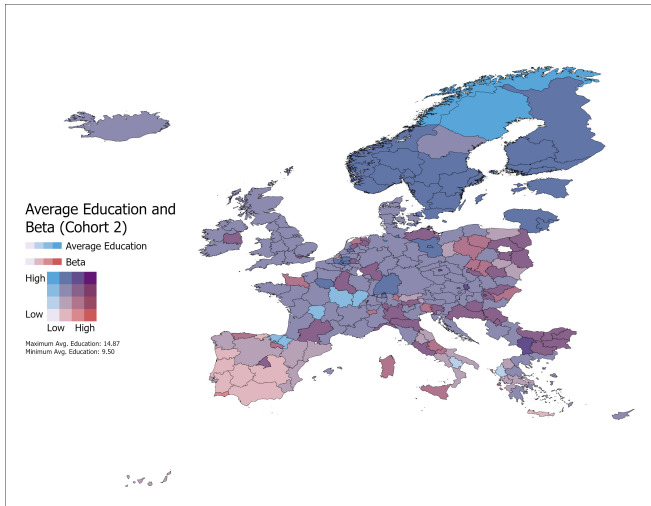 Average Education and
Beta (Cohort 2)
Average Education
Beta
High
Low
Low High
Maximum Avg. Education: 14.87
Minimum Avg. Education: 9.50